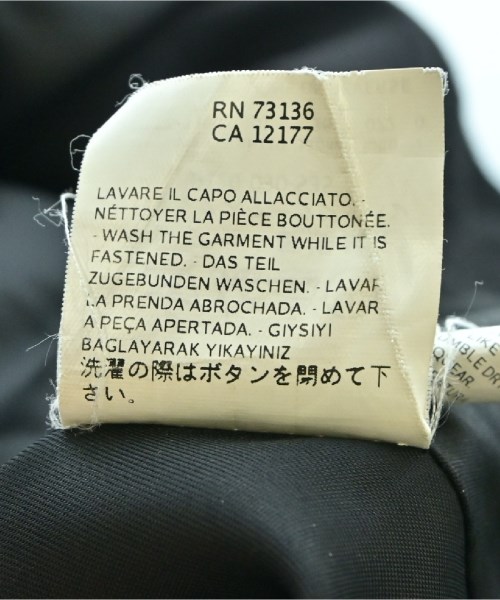 RN 73136
CA 12177
LAVARE IL CAPO ALLACCIATO. -
NÉTTOYER LA PIÈCE BOUTTONÉE.
- WASH THE GARMENT WHILE IT IS
FASTENED. - DAS TEIL
ZUGEBUNDEN WASCHEN. - LAVAR
LA PRENDA ABROCHADA. - LAVAR
A PEÇA APERTADA. - GIYSIYI
BAGLAYARAK YIKAYINIZ
洗濯の際はボタンを閉めて下
さい。